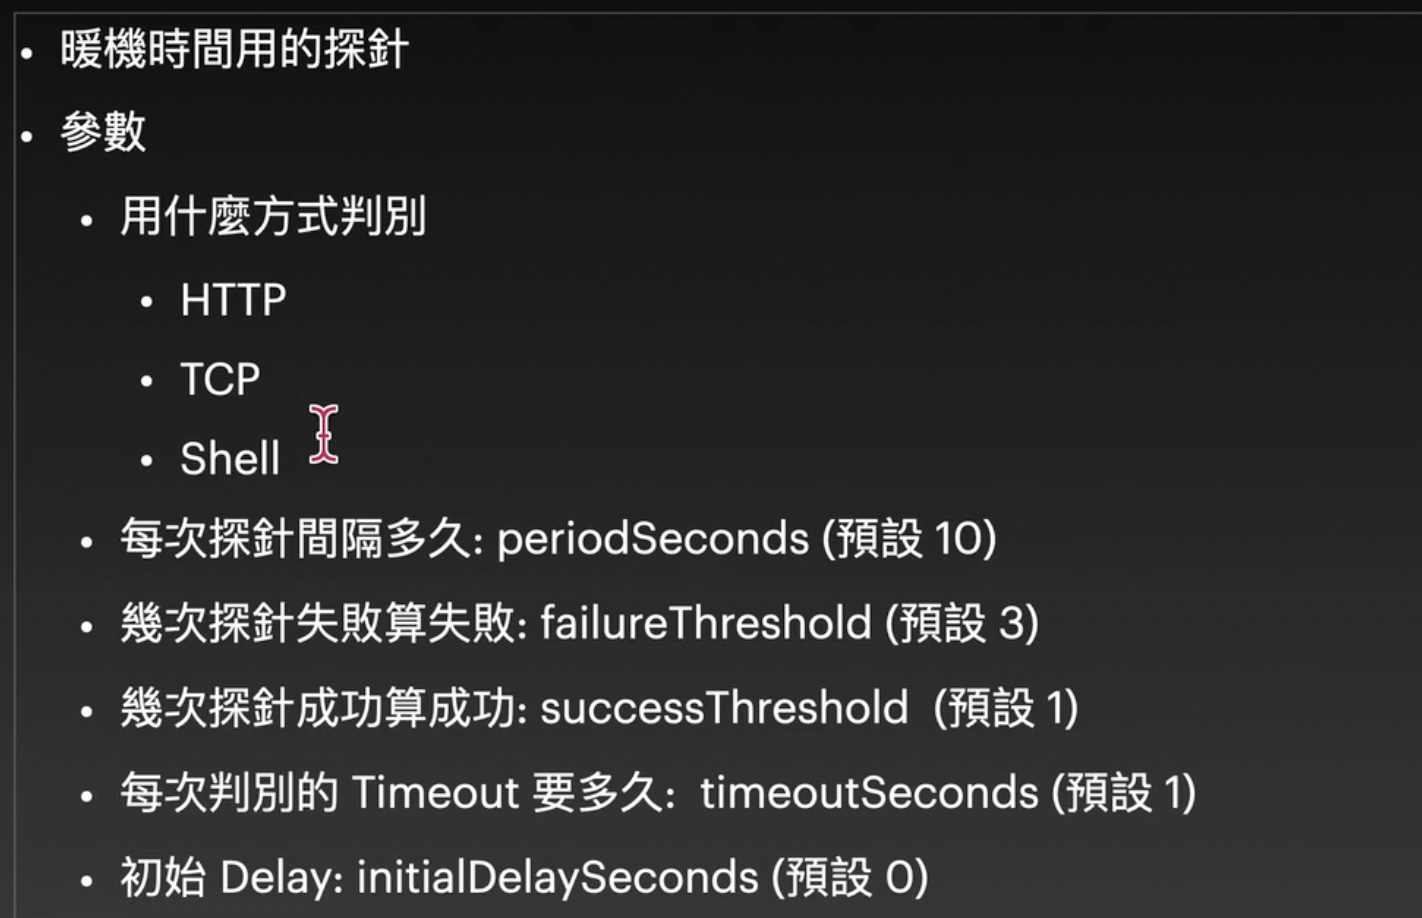 • 暖機時間用的探針
• 參數
• 用什麼方式判別
• HTTP
• TCP
• Shell
• 每次探針間隔多久: periodSeconds (預設 10)
• 幾次探針失敗算失敗: failureThreshold (預設 3)
• 幾次探針成功算成功: successThreshold (預設 1)
• 每次判別的 Timeout 要多久: timeoutSeconds (預設 1)
• 初始 Delay: initialDelaySeconds (預設 0)